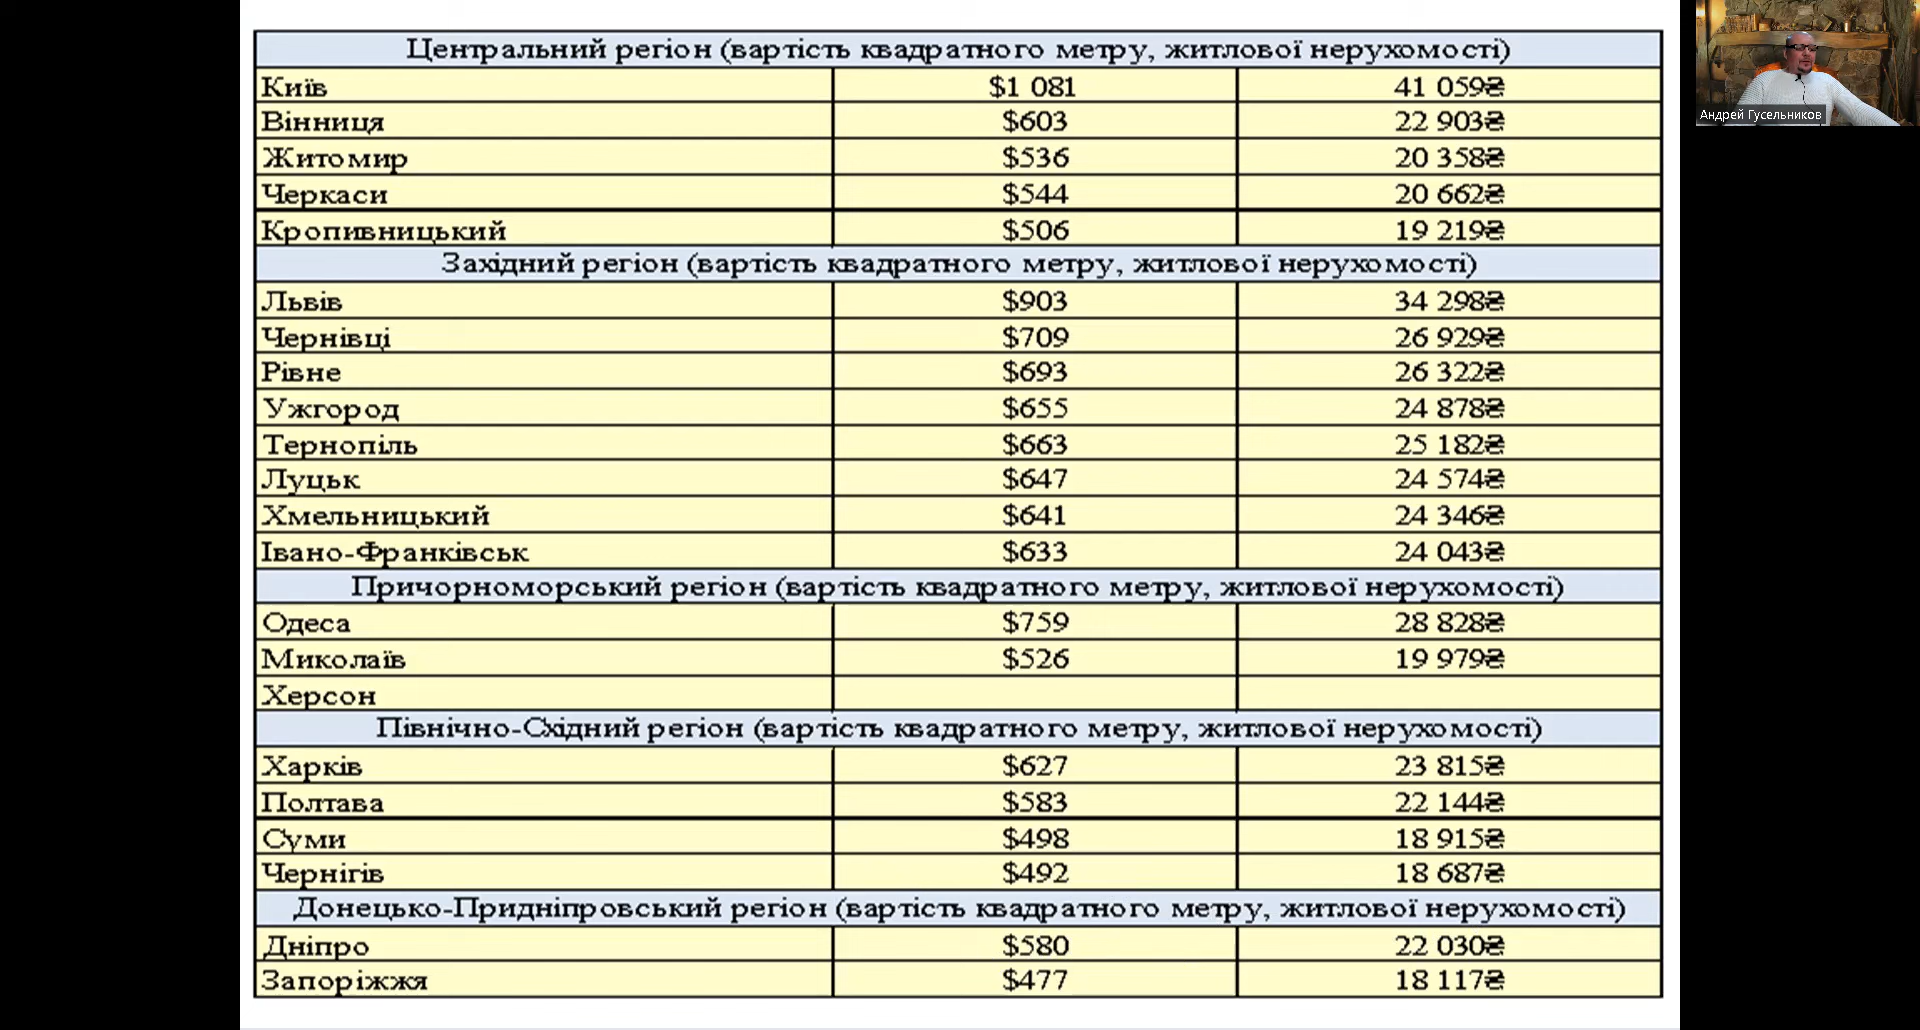 Центральний регіон (вартість квадратного метру, житлової нерухомості)
Київ $1 081 41 059₴
Вінниця $603 22 903₴
Житомир $536 20 358₴
Черкаси $544 20 662₴
Кропивницький $506 19 219₴
Західний регіон (вартість квадратного метру, житлової нерухомості)
Львів $903 34 298₴
Чернівці $709 26 929₴
Рівне $693 26 322₴
Ужгород $655 24 878₴
Тернопіль $663 25 182₴
Луцьк $647 24 574₴
Хмельницький $641 24 346₴
Івано-Франківськ $633 24 043₴
Причорноморський регіон (вартість квадратного метру, житлової нерухомості)
Одеса $759 28 828₴
Миколаїв $526 19 979₴
Херсон
Північно-Східний регіон (вартість квадратного метру, житлової нерухомості)
Харків $627 23 815₴
Полтава $583 22 144₴
Суми $498 18 915₴
Чернігів $492 18 687₴
Донецько-Придніпровський регіон (вартість квадратного метру, житлової нерухомості)
Дніпро $580 22 030₴
Запоріжжя $477 18 117₴
Андрей Гусельников